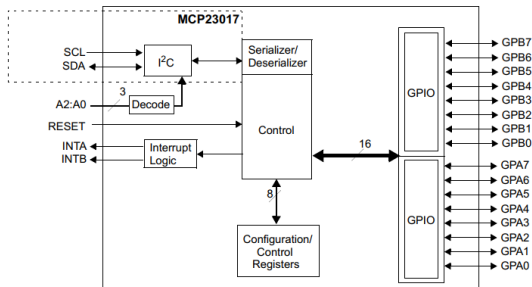 MCP23017
SCL
SDA
I2C
Serializer/
Deserializer
3
A2:A0
Decode
RESET
Control
INTA
INTB
Interrupt
Logic
16
8
Configuration/
Control
Registers
GPIO
GPB7
GPB6
GPB5
GPB4
GPB3
GPB2
GPB1
GPB0
GPIO
GPA7
GPA6
GPA5
GPA4
GPA3
GPA2
GPA1
GPA0